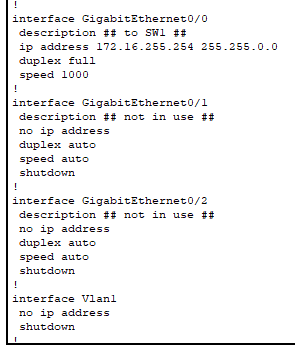 !
interface GigabitEthernet0/0
description ## to SW1 ##
ip address 172.16.255.254 255.255.0.0
duplex full
speed 1000
!
interface GigabitEthernet0/1
description ## not in use ##
no ip address
duplex auto
speed auto
shutdown
!
interface GigabitEthernet0/2
description ## not in use ##
no ip address
duplex auto
speed auto
shutdown
!
interface Vlan1
no ip address
shutdown
!